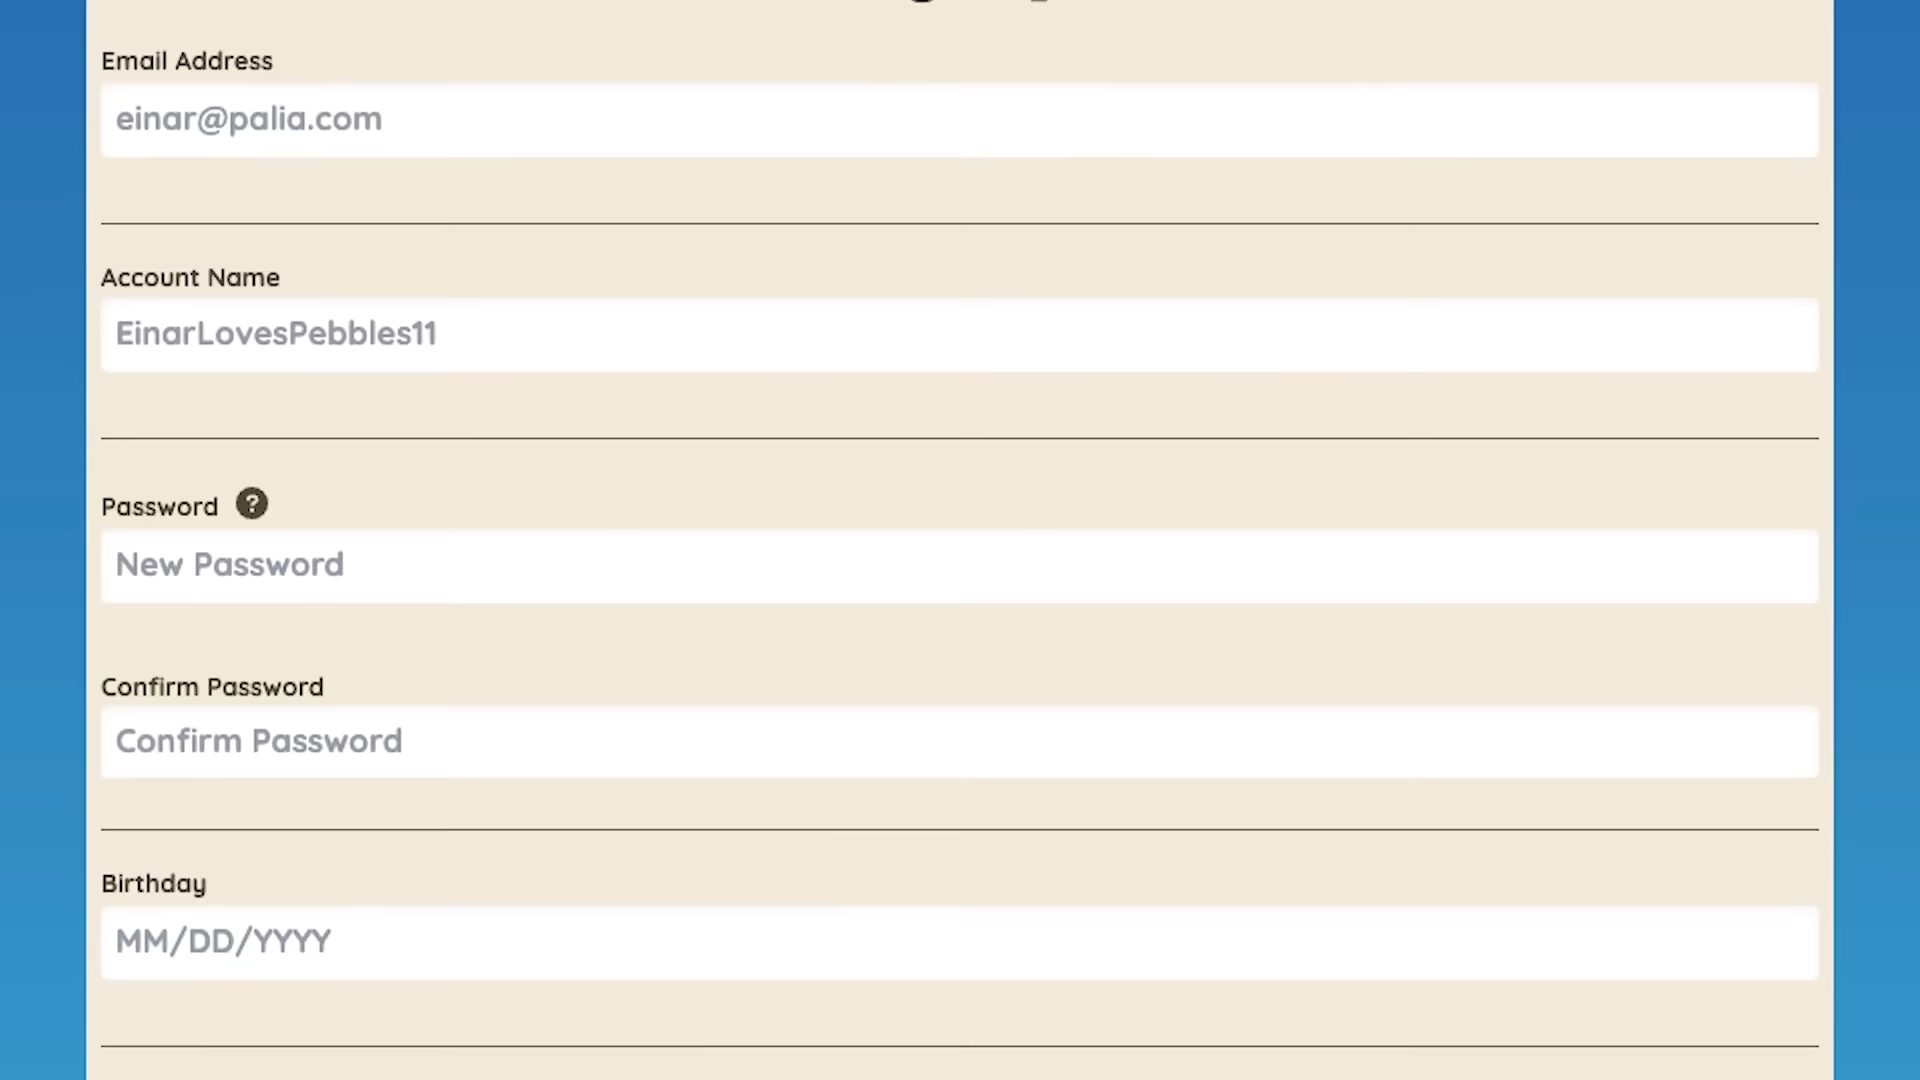 Email Address
einar@palia.com
Account Name
EinarLovesPebbles11
Password ?
New Password
Confirm Password
Confirm Password
Birthday
MM/DD/YYYY